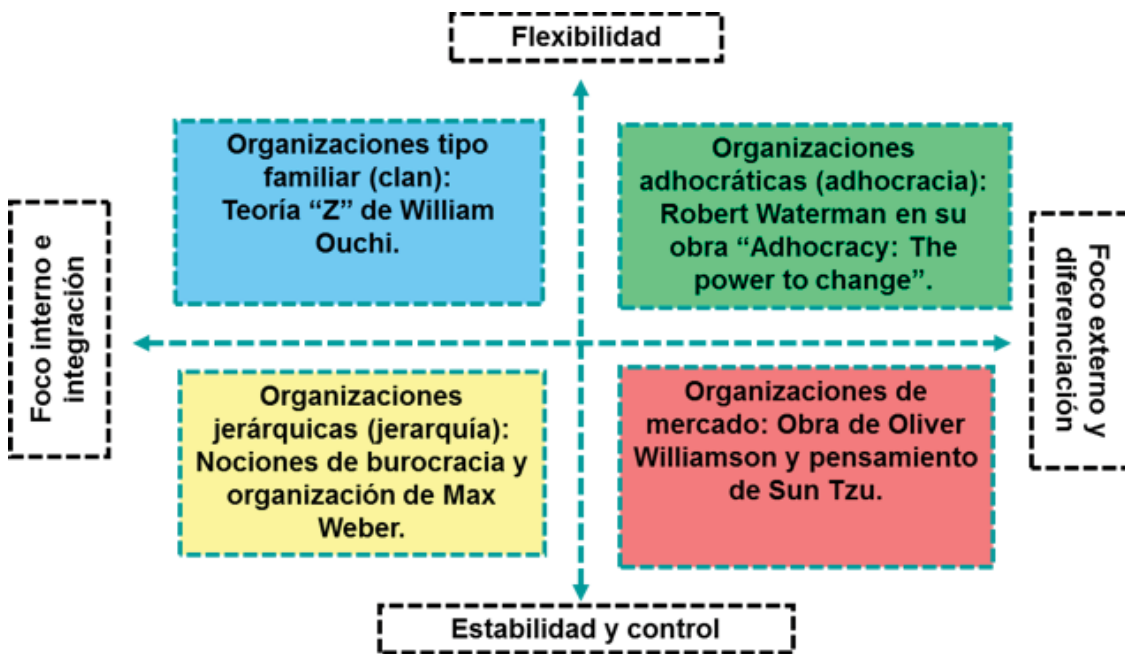 Flexibilidad
Organizaciones tipo
familiar (clan):
Teoría “Z” de William
Ouchi.
Organizaciones
adhocráticas (adhocracia):
Robert Waterman en su
obra “Adhocracy: The
power to change”.
Foco interno e
integración
Foco externo y
diferenciación
Organizaciones
jerárquicas (jerarquía):
Nociones de burocracia y
organización de Max
Weber.
Organizaciones de
mercado: Obra de Oliver
Williamson y pensamiento
de Sun Tzu.
Estabilidad y control